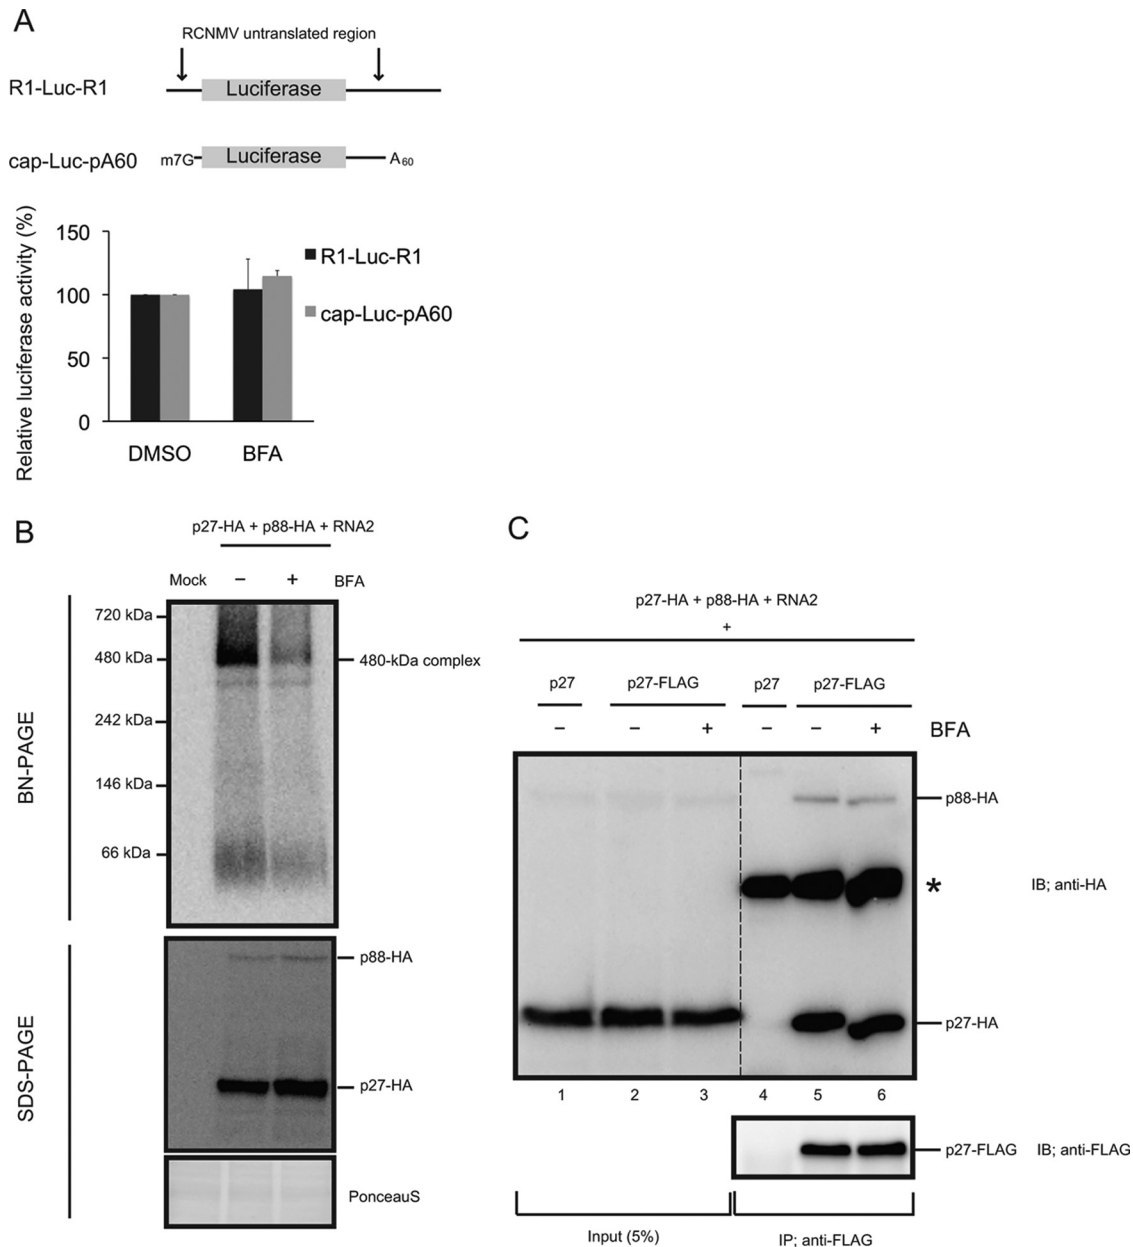 A
RCNMV untranslated region
R1-Luc-R1
Luciferase
cap-Luc-pA60
m7G
Luciferase
A60
Relative luciferase activity (%)
150
100
50
0
R1-Luc-R1
cap-Luc-pA60
DMSO
BFA
B
p27-HA + p88-HA + RNA2
Mock
–
+
BFA
BN-PAGE
720 kDa
480 kDa
480-kDa complex
242 kDa
146 kDa
66 kDa
SDS-PAGE
p88-HA
p27-HA
PonceauS
C
p27-HA + p88-HA + RNA2
+
p27 p27-FLAG p27 p27-FLAG
– – + – – + BFA
p88-HA
* IB; anti-HA
p27-HA
1 2 3 4 5 6
p27-FLAG IB; anti-FLAG
Input (5%)
IP; anti-FLAG